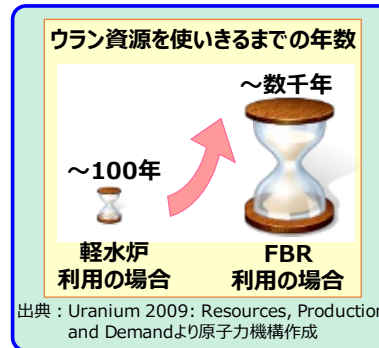 ウラン資源を使いきるまでの年数
～数千年
～100年
軽水炉
利用の場合
FBR
利用の場合
出典：Uranium 2009: Resources, Production
and Demandより原子力機構作成